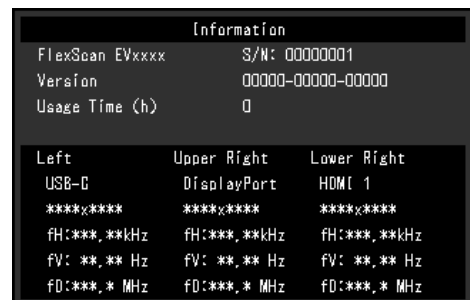 Information
FlexScan EVxxxx S/N: 00000001
Version 00000-00000-00000
Usage Time (h) 0
Left Upper Right Lower Right
USB-C DisplayPort HDMI 1
****x**** ****x**** ****x****
fH:***.**kHz fH:***.**kHz fH:***.**kHz
fV: **.** Hz fV: **.** Hz fV: **.** Hz
fD:***.* MHz fD:***.* MHz fD:***.* MHz